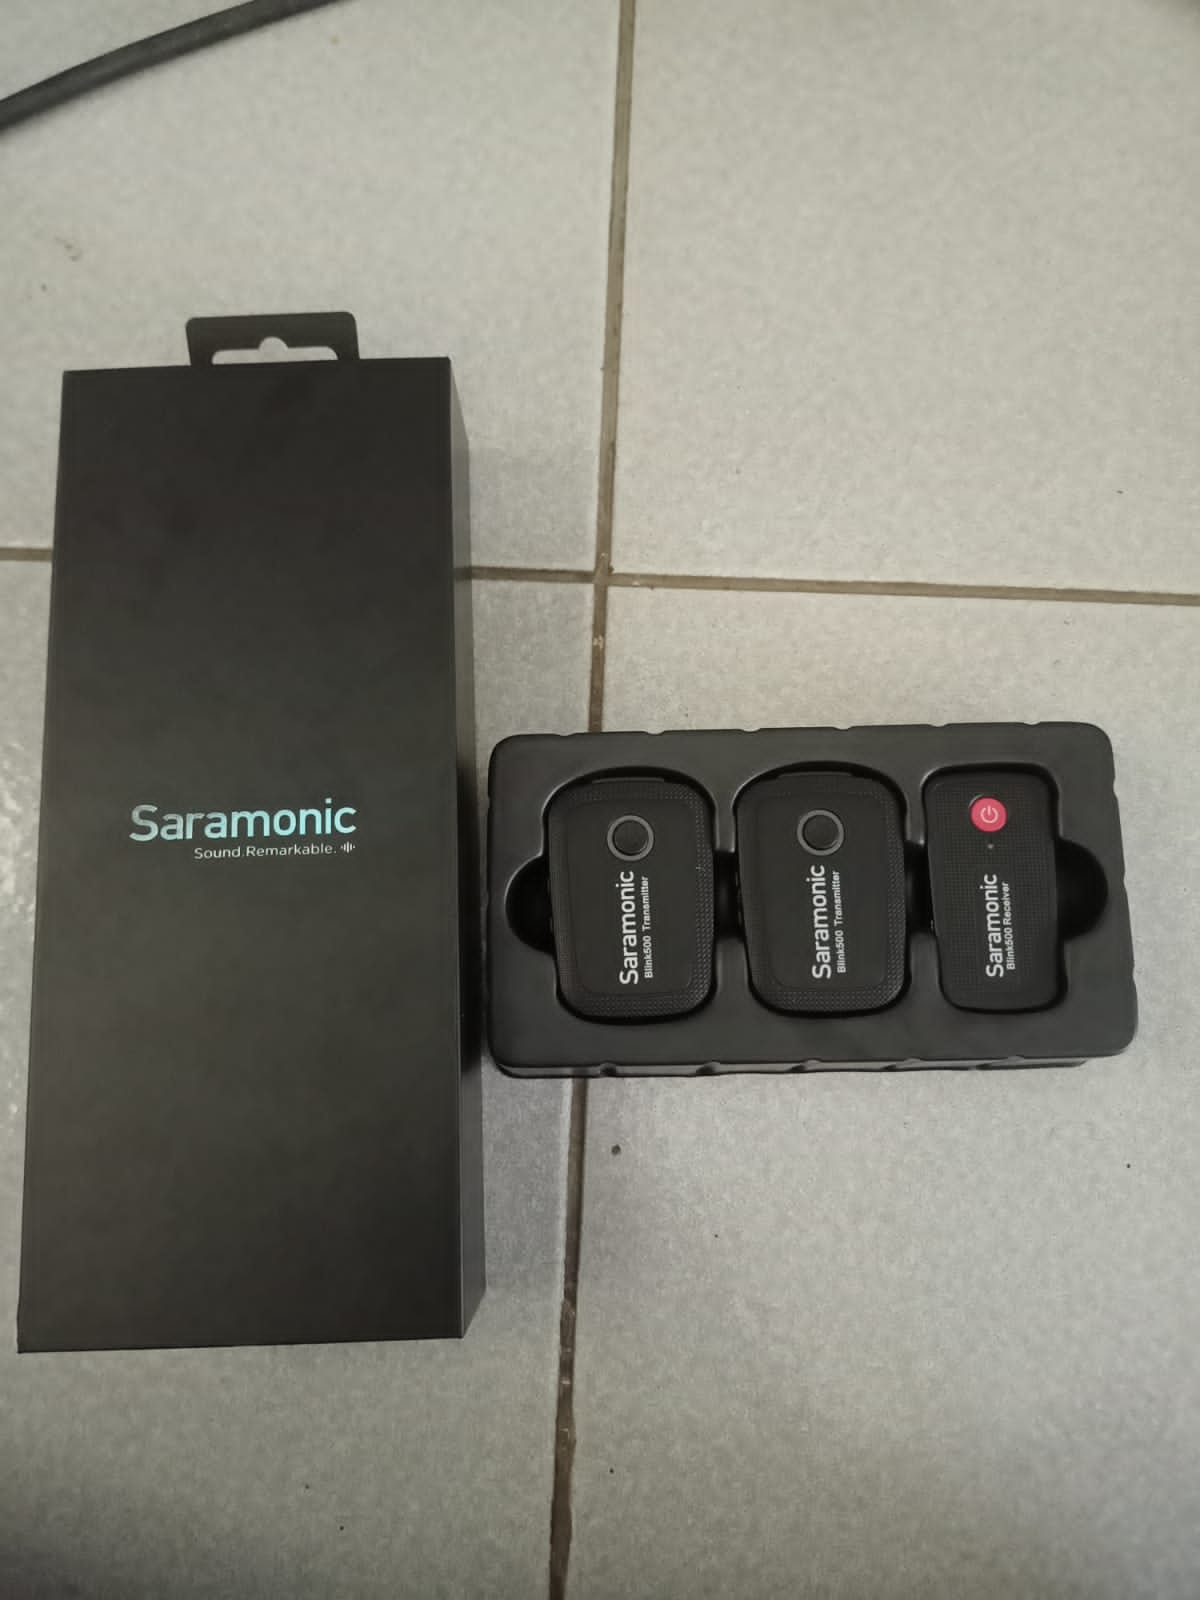 Saramonic
Sound.Remarkable.
Saramonic
Blink500 Transmitter
Saramonic
Blink500 Transmitter
Saramonic
Blink500 Receiver